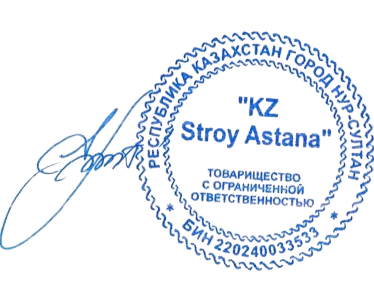 РЕСПУБЛИКА КАЗАХСТАН ГОРОД НУР-СУЛТАН
"KZ
Stroy Astana"
ТОВАРИЩЕСТВО
С ОГРАНИЧЕННОЙ
ОТВЕТСТВЕННОСТЬЮ
* БИН 220240033533 *